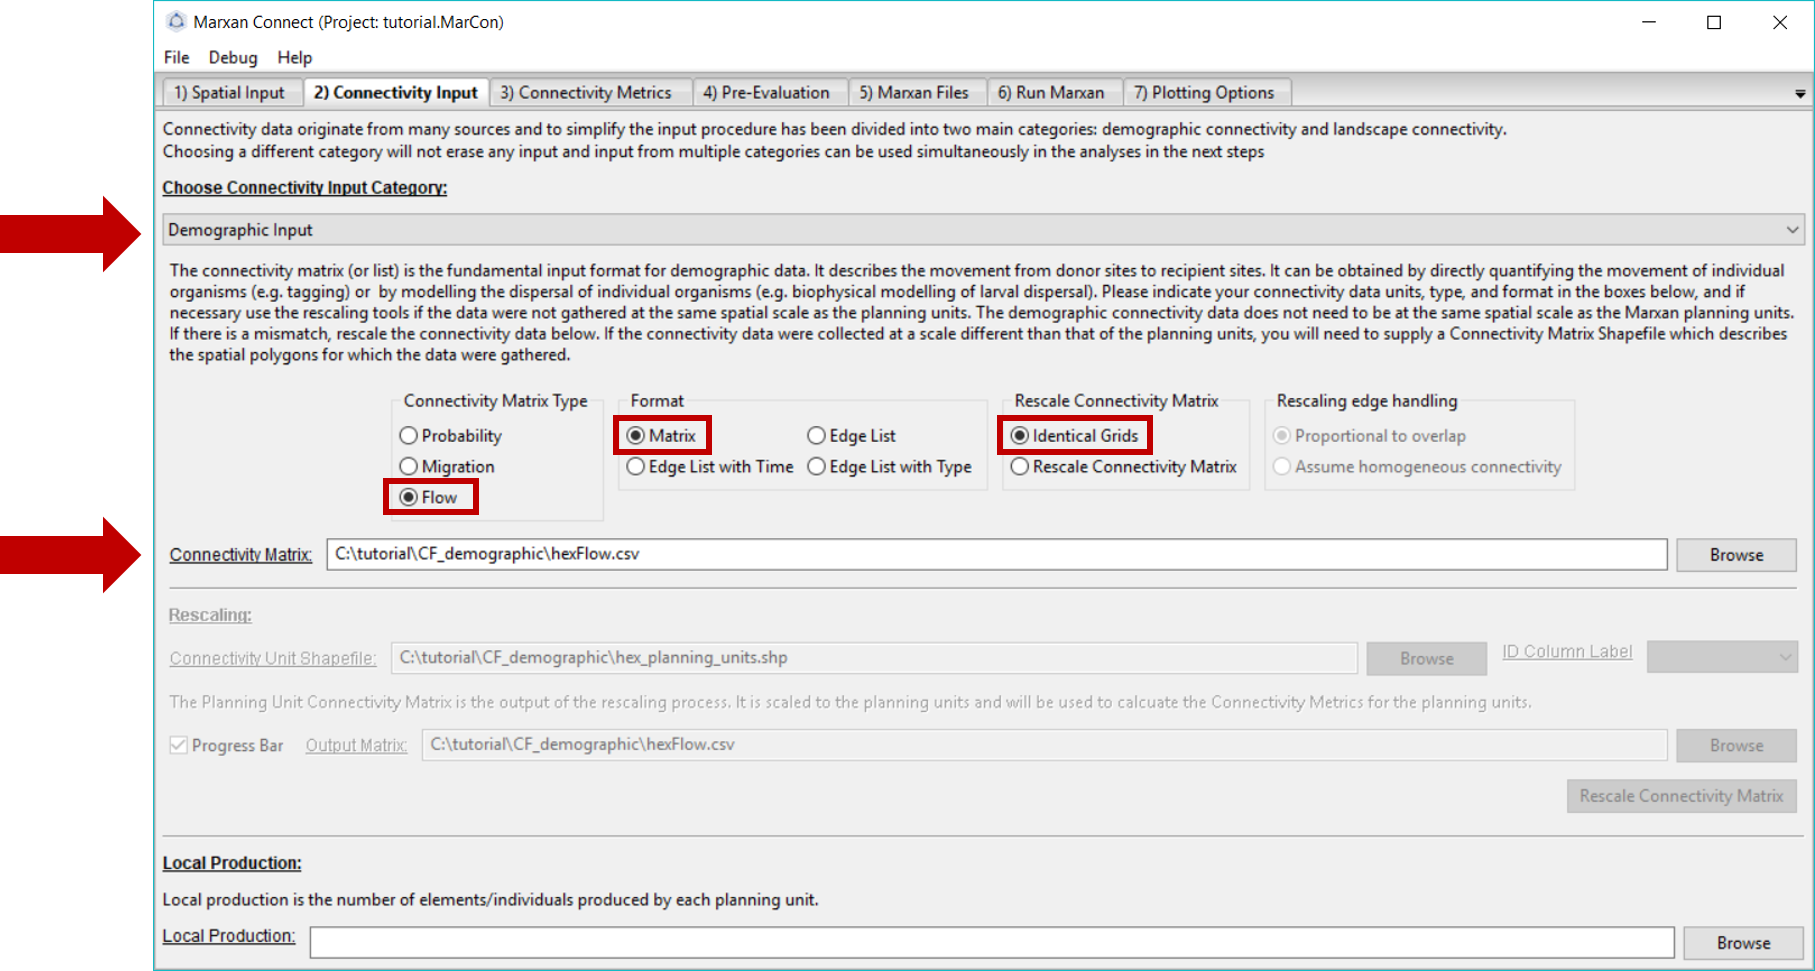 Marxan Connect (Project: tutorial.MarCon)
File Debug Help
1) Spatial Input 2) Connectivity Input 3) Connectivity Metrics 4) Pre-Evaluation 5) Marxan Files 6) Run Marxan 7) Plotting Options
Connectivity data originate from many sources and to simplify the input procedure has been divided into two main categories: demographic connectivity and landscape connectivity.
Choosing a different category will not erase any input and input from multiple categories can be used simultaneously in the analyses in the next steps
Choose Connectivity Input Category:
Demographic Input
The connectivity matrix (or list) is the fundamental input format for demographic data. It describes the movement from donor sites to recipient sites. It can be obtained by directly quantifying the movement of individual
organisms (e.g. tagging) or by modelling the dispersal of individual organisms (e.g. biophysical modelling of larval dispersal). Please indicate your connectivity data units, type, and format in the boxes below, and if
necessary use the rescaling tools if the data were not gathered at the same spatial scale as the planning units. The demographic connectivity data does not need to be at the same spatial scale as the Marxan planning units.
If there is a mismatch, rescale the connectivity data below. If the connectivity data were collected at a scale different than that of the planning units, you will need to supply a Connectivity Matrix Shapefile which describes
the spatial polygons for which the data were gathered.
Connectivity Matrix Type Format Rescale Connectivity Matrix Rescaling edge handling
Probability Matrix Edge List Identical Grids Proportional to overlap
Migration Edge List with Time Edge List with Type Rescale Connectivity Matrix Assume homogeneous connectivity
Flow
Connectivity Matrix: C:\tutorial\CF_demographic\hexFlow.csv Browse
Rescaling:
Connectivity Unit Shapefile: C:\tutorial\CF_demographic\hex_planning_units.shp Browse ID Column Label
The Planning Unit Connectivity Matrix is the output of the rescaling process. It is scaled to the planning units and will be used to calcuate the Connectivity Metrics for the planning units.
Progress Bar Output Matrix: C:\tutorial\CF_demographic\hexFlow.csv Browse
Rescale Connectivity Matrix
Local Production:
Local production is the number of elements/individuals produced by each planning unit.
Local Production: Browse